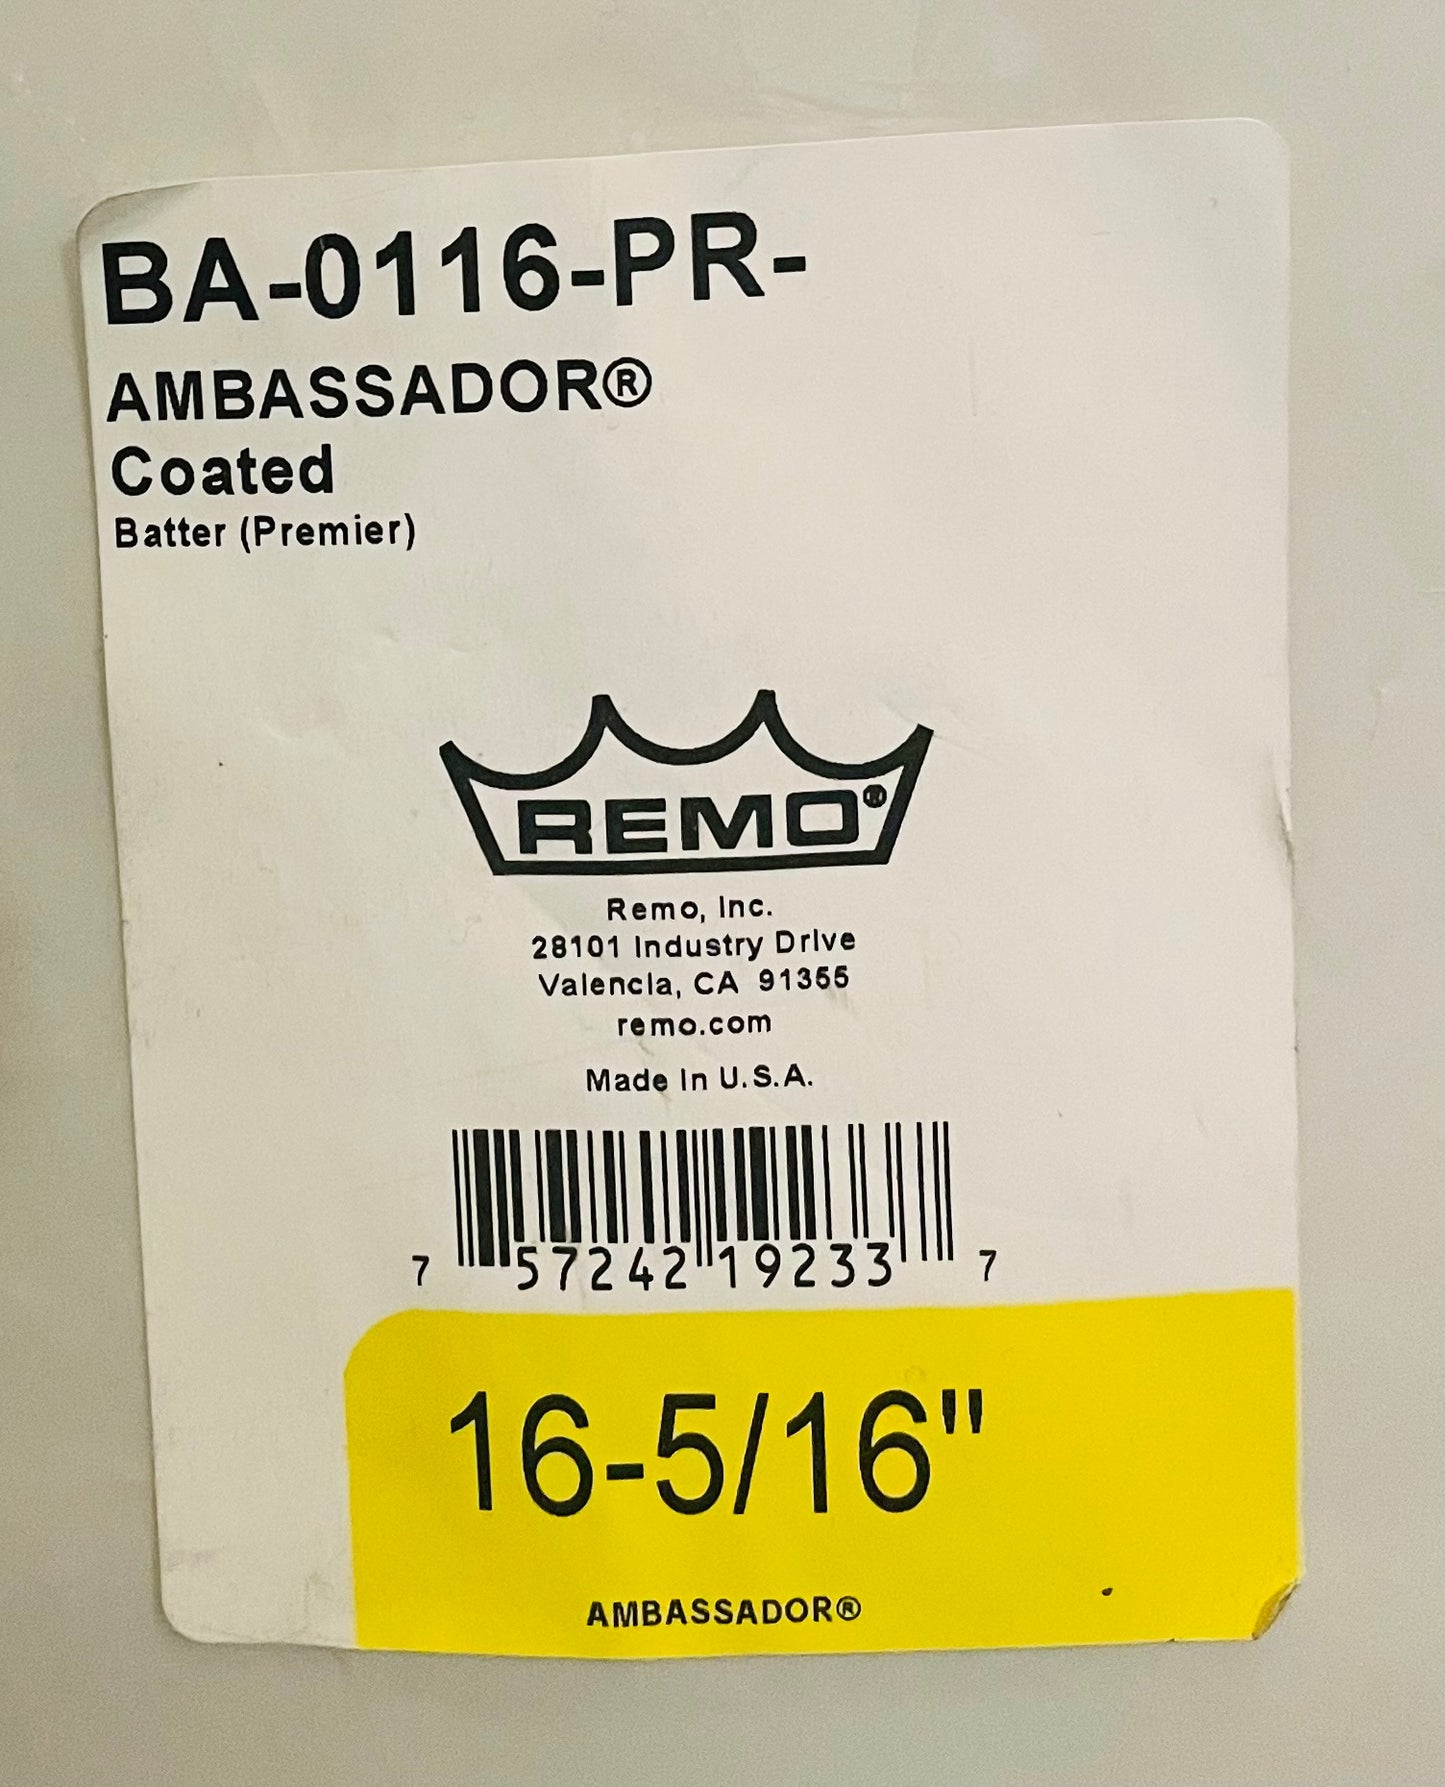 BA-0116-PR-
AMBASSADOR®
Coated
Batter (Premier)
REMO®
Remo, Inc.
28101 Industry Drive
Valencia, CA 91355
remo.com
Made In U.S.A.
7 57242 19233 7
16-5/16"
AMBASSADOR®